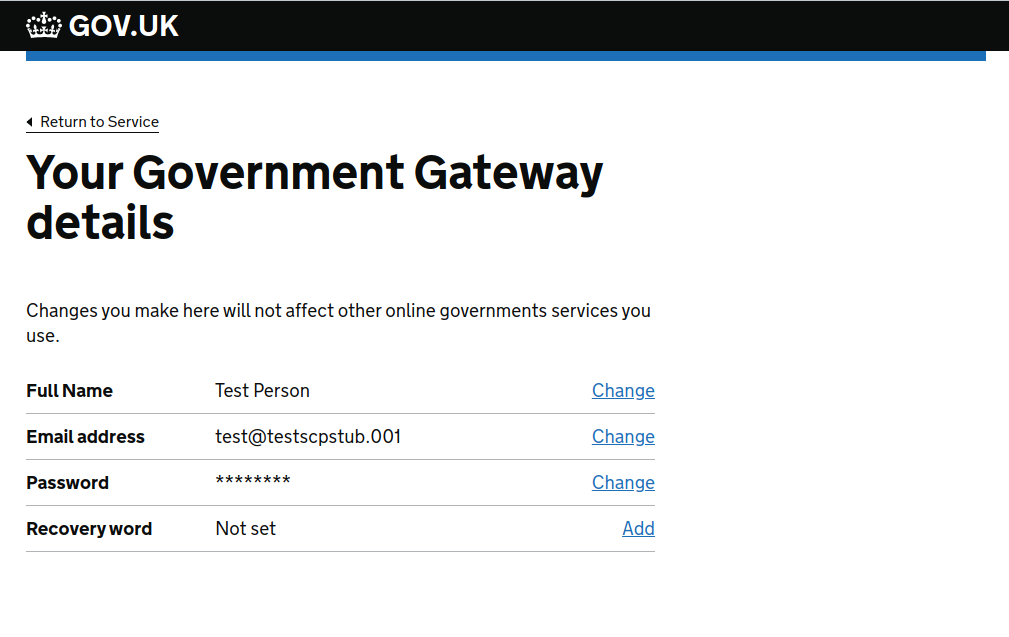 GOV.UK
Return to Service
Your Government Gateway
details
Changes you make here will not affect other online governments services you
use.
Full Name Test Person Change
Email address test@testscpstub.001 Change
Password ******** Change
Recovery word Not set Add